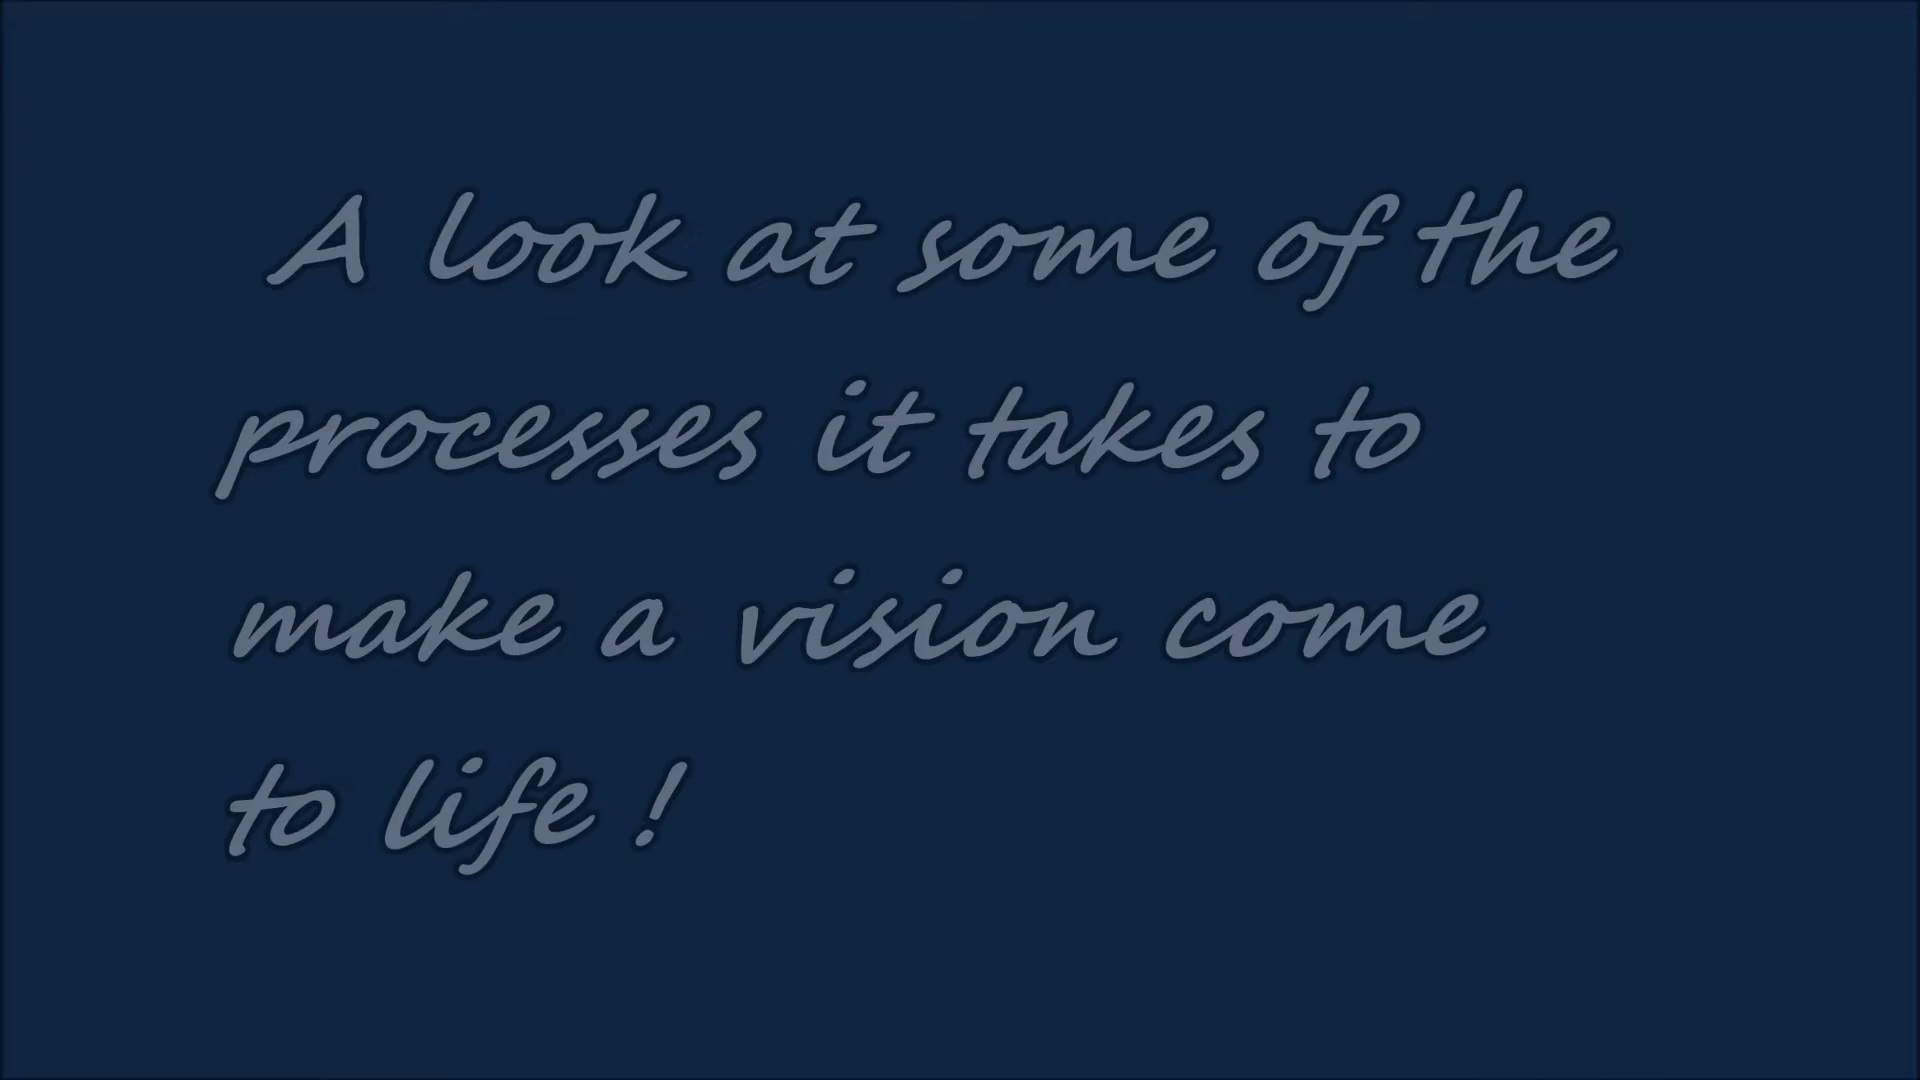 A look at some of the
processes it takes to
make a vision come
to life !